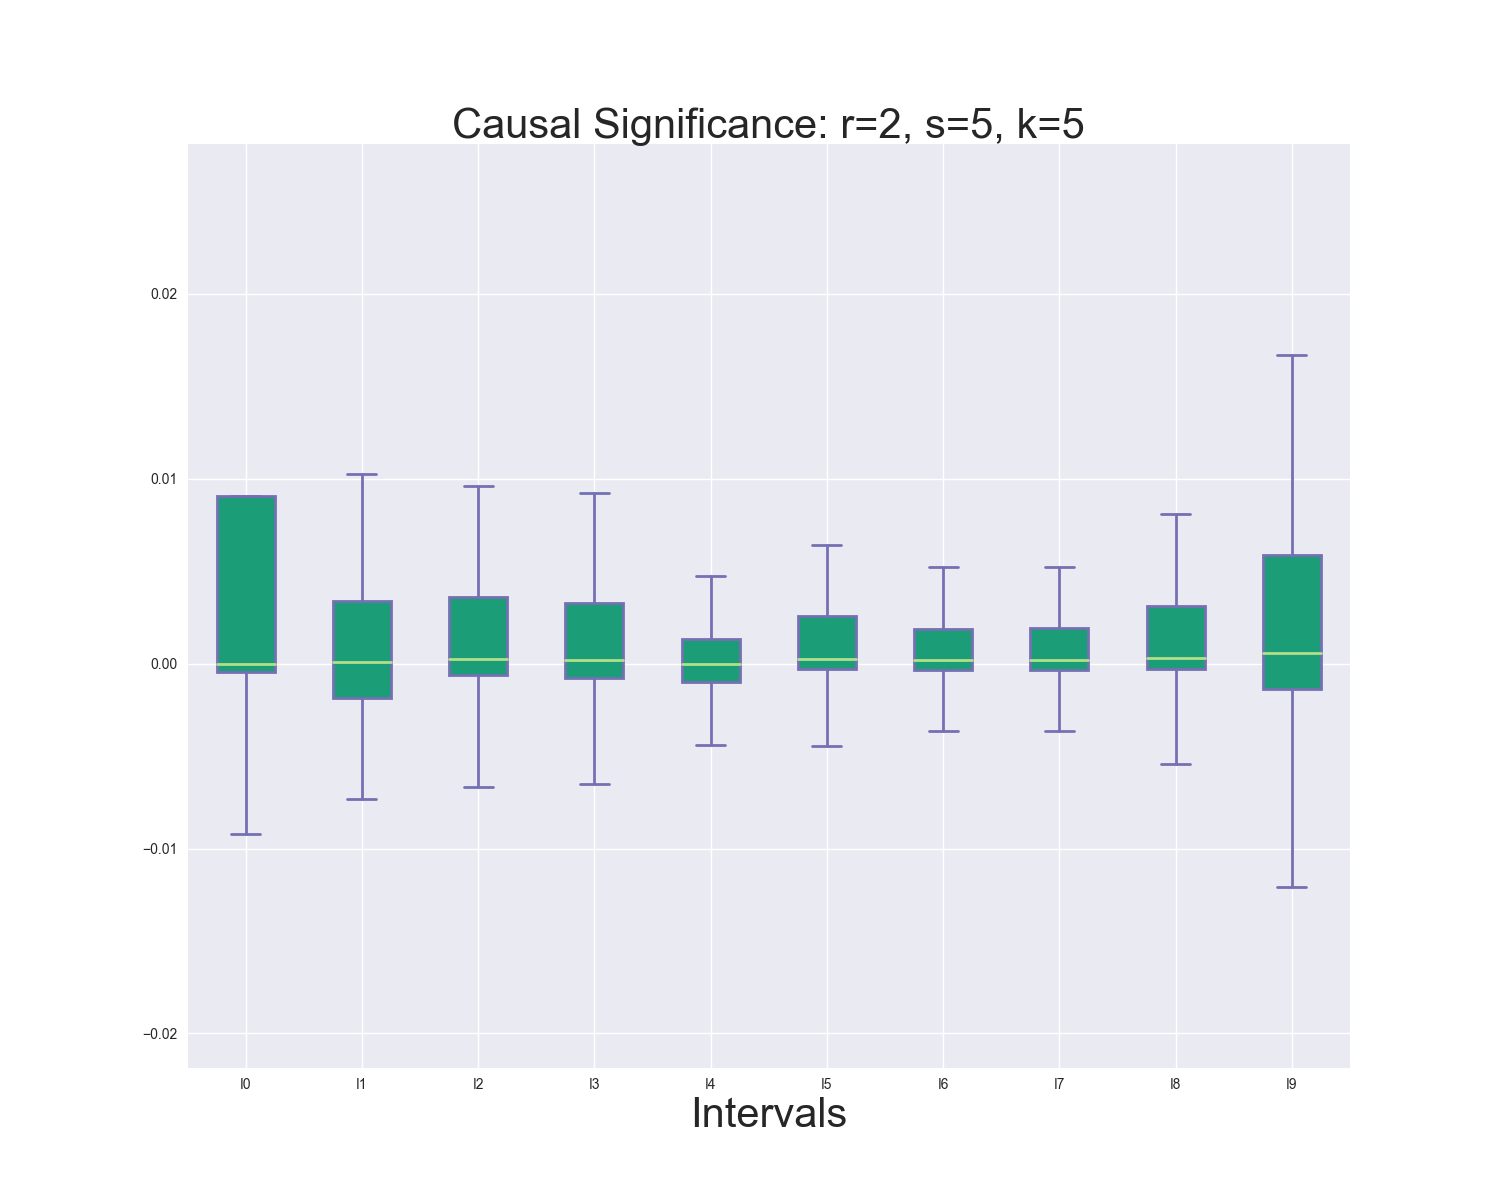 Causal Significance: r=2, s=5, k=5
0.02
0.01
0.00
−0.01
−0.02
I0 I1 I2 I3 I4 I5 I6 I7 I8 I9
Intervals